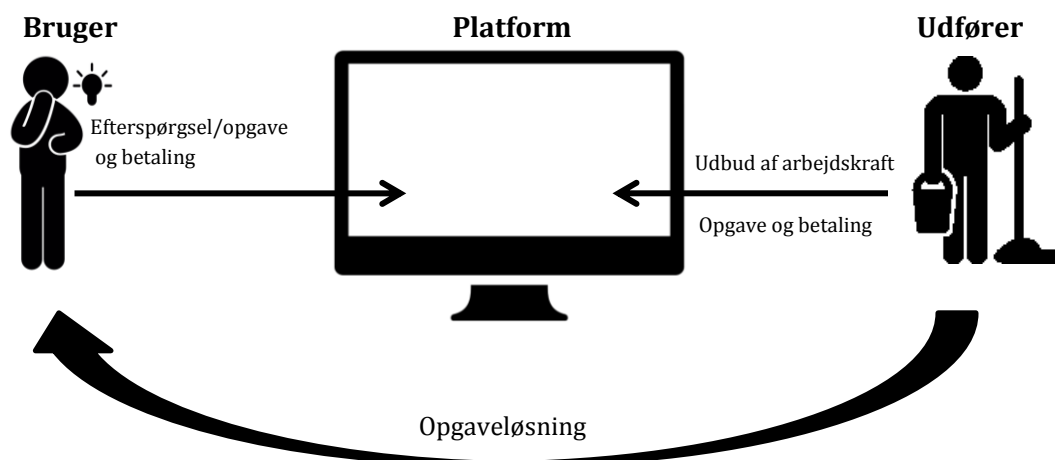 Bruger
Platform
Udfører
Efterspørgsel/opgave
og betaling
Udbud af arbejdskraft
Opgave og betaling
Opgaveløsning